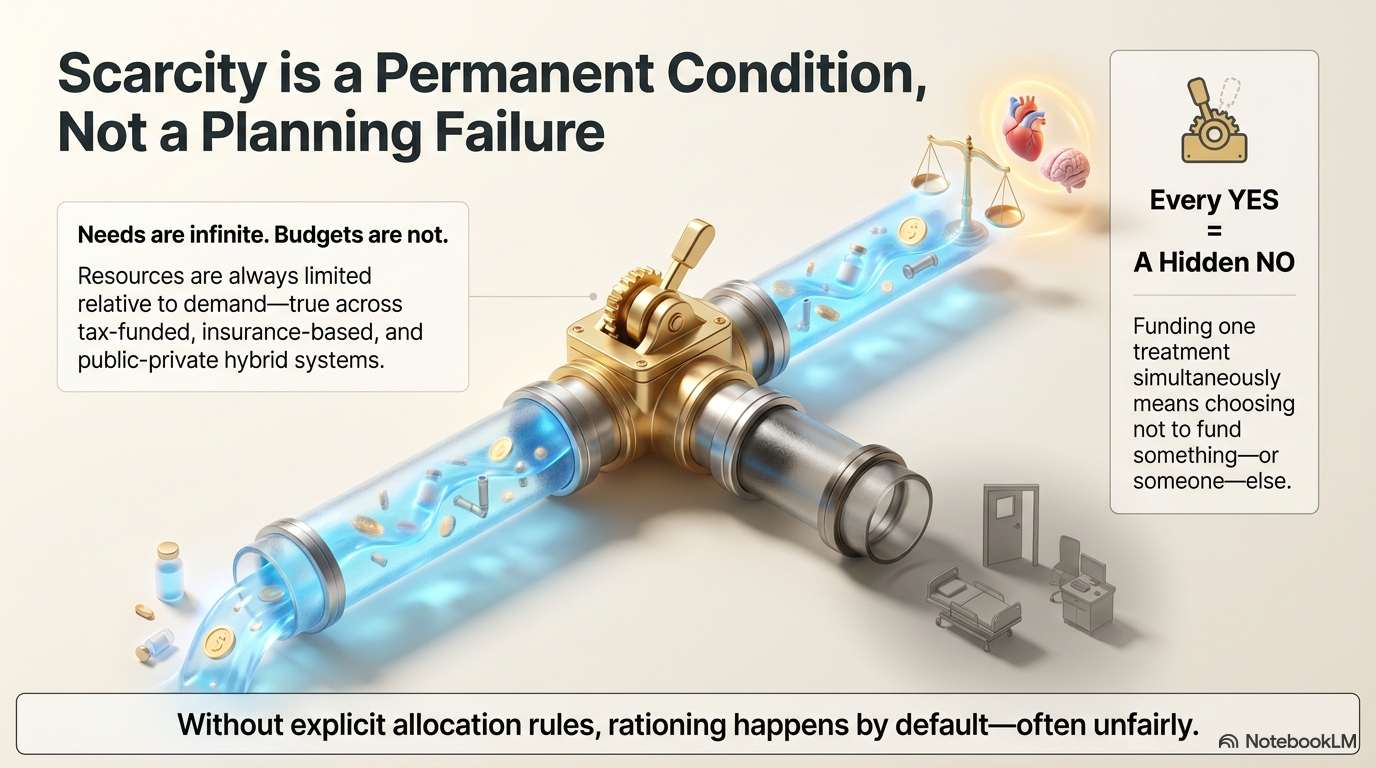 Scarcity is a Permanent Condition,
Not a Planning Failure
Needs are infinite. Budgets are not.
Resources are always limited
relative to demand—true across
tax-funded, insurance-based, and
public-private hybrid systems.
Every YES
=
A Hidden NO
Funding one
treatment
simultaneously
means choosing
not to fund
something—or
someone—else.
Without explicit allocation rules, rationing happens by default—often unfairly.
NotebookLM